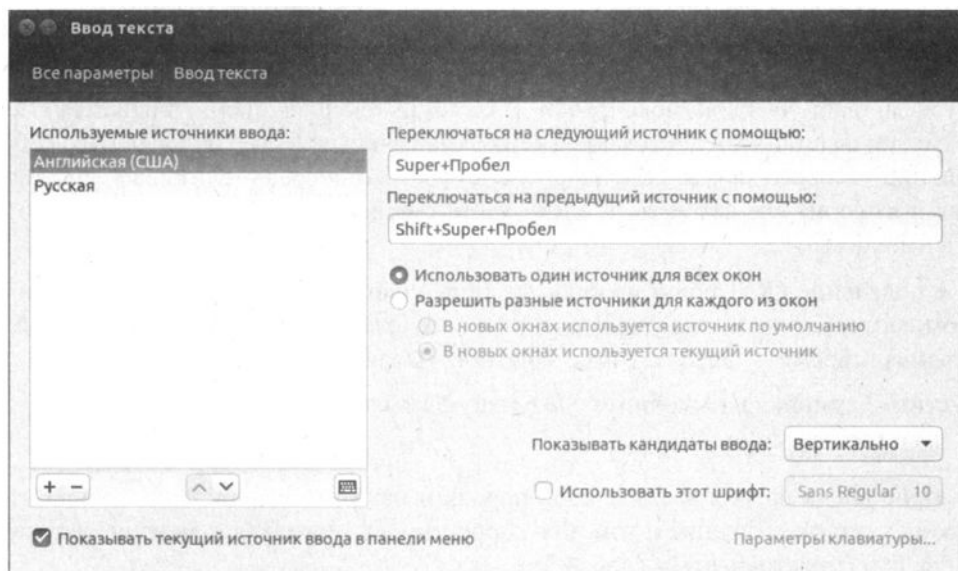 Ввод текста
Все параметры Ввод текста
Используемые источники ввода:
Английская (США)
Русская
Переключаться на следующий источник с помощью:
Super+Пробел
Переключаться на предыдущий источник с помощью:
Shift+Super+Пробел
Использовать один источник для всех окон
Разрешить разные источники для каждого из окон
В новых окнах используется источник по умолчанию
В новых окнах используется текущий источник
Показывать кандидаты ввода: Вертикально
Использовать этот шрифт: Sans Regular 10
Показывать текущий источник ввода в панели меню
Параметры клавиатуры...